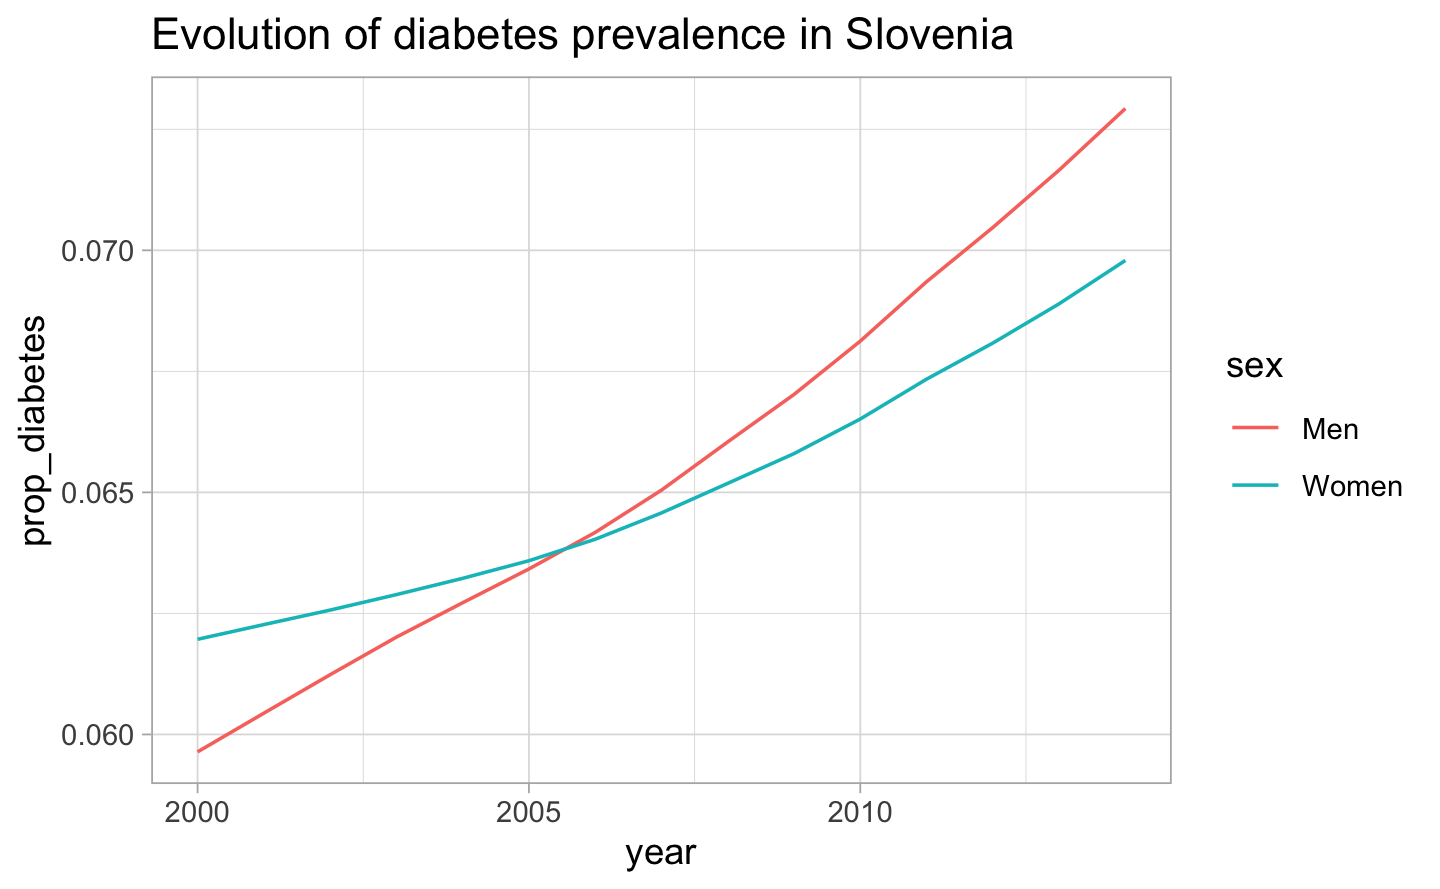 Evolution of diabetes prevalence in Slovenia
prop_diabetes
0.070
0.065
0.060
2000 2005 2010
year
sex
Men
Women